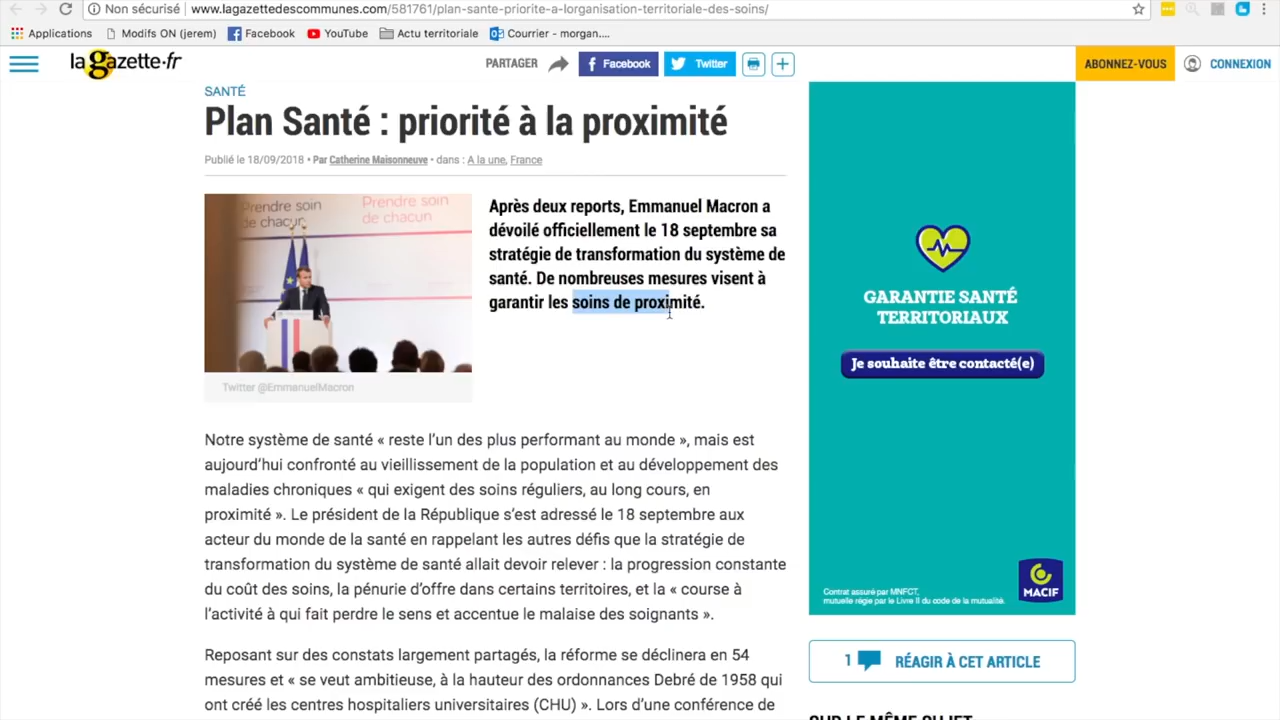 Non sécurisé www.lagazettedescommunes.com/581761/plan-sante-priorite-a-lorganisation-territoriale-des-soins/
Applications Modifs ON (jerem) Facebook YouTube Actu territoriale Courrier - morgan....
la gazette.fr PARTAGER Facebook Twitter ABONNEZ-VOUS CONNEXION
SANTÉ
Plan Santé : priorité à la proximité
Publié le 18/09/2018 • Par Catherine Maisonneuve • dans : A la une, France
Prendre soin
de chacun
Prendre soin
de chacun
Twitter @EmmanuelMacron
Après deux reports, Emmanuel Macron a
dévoilé officiellement le 18 septembre sa
stratégie de transformation du système de
santé. De nombreuses mesures visent à
garantir les soins de proximité.
Notre système de santé « reste l'un des plus performant au monde », mais est
aujourd'hui confronté au vieillissement de la population et au développement des
maladies chroniques « qui exigent des soins réguliers, au long cours, en
proximité ». Le président de la République s'est adressé le 18 septembre aux
acteur du monde de la santé en rappelant les autres défis que la stratégie de
transformation du système de santé allait devoir relever : la progression constante
du coût des soins, la pénurie d'offre dans certains territoires, et la « course à
l'activité à qui fait perdre le sens et accentue le malaise des soignants ».
Reposant sur des constats largement partagés, la réforme se déclinera en 54
mesures et « se veut ambitieuse, à la hauteur des ordonnances Debré de 1958 qui
ont créé les centres hospitaliers universitaires (CHU) ». Lors d'une conférence de
GARANTIE SANTÉ
TERRITORIAUX
Je souhaite être contacté(e)
Contrat assuré par MNFCT,
mutuelle régie par le Livre II du code de la mutualité.
MACIF
1 RÉAGIR À CET ARTICLE
SUR LE MÊME SUJET